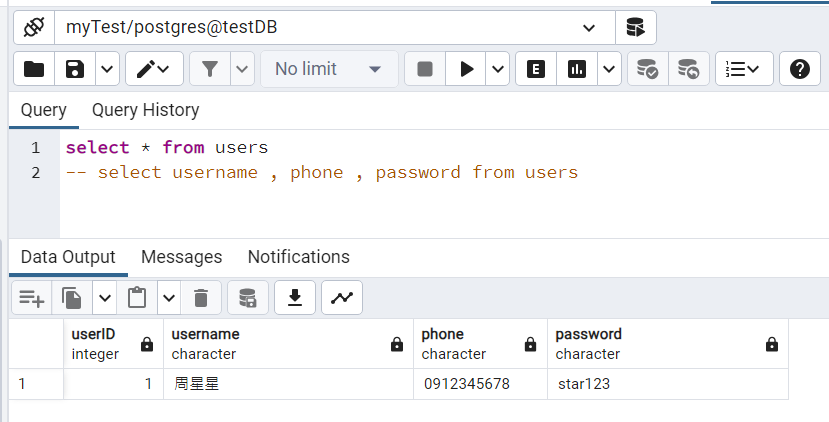 myTest/postgres@testDB
No limit
E
Query Query History
1 select * from users
2 -- select username , phone , password from users
Data Output Messages Notifications
userID username phone password
integer character character character
1 1 周星星 0912345678 star123